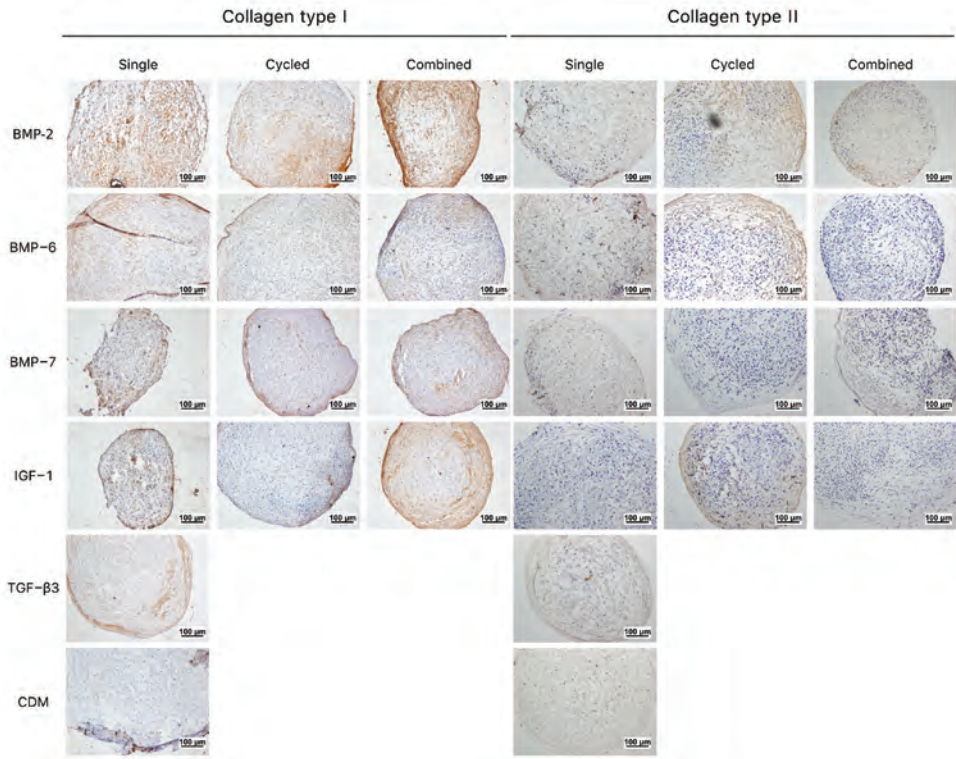 Collagen type I Collagen type II
Single Cycled Combined Single Cycled Combined
BMP-2 100 µm 100 µm 100 µm 100 µm 100 µm 100 µm
BMP-6 100 µm 100 µm 100 µm 100 µm 100 µm 100 µm
BMP-7 100 µm 100 µm 100 µm 100 µm 100 µm 100 µm
IGF-1 100 µm 100 µm 100 µm 100 µm 100 µm 100 µm
TGF-β3 100 µm 100 µm
CDM 100 µm 100 µm